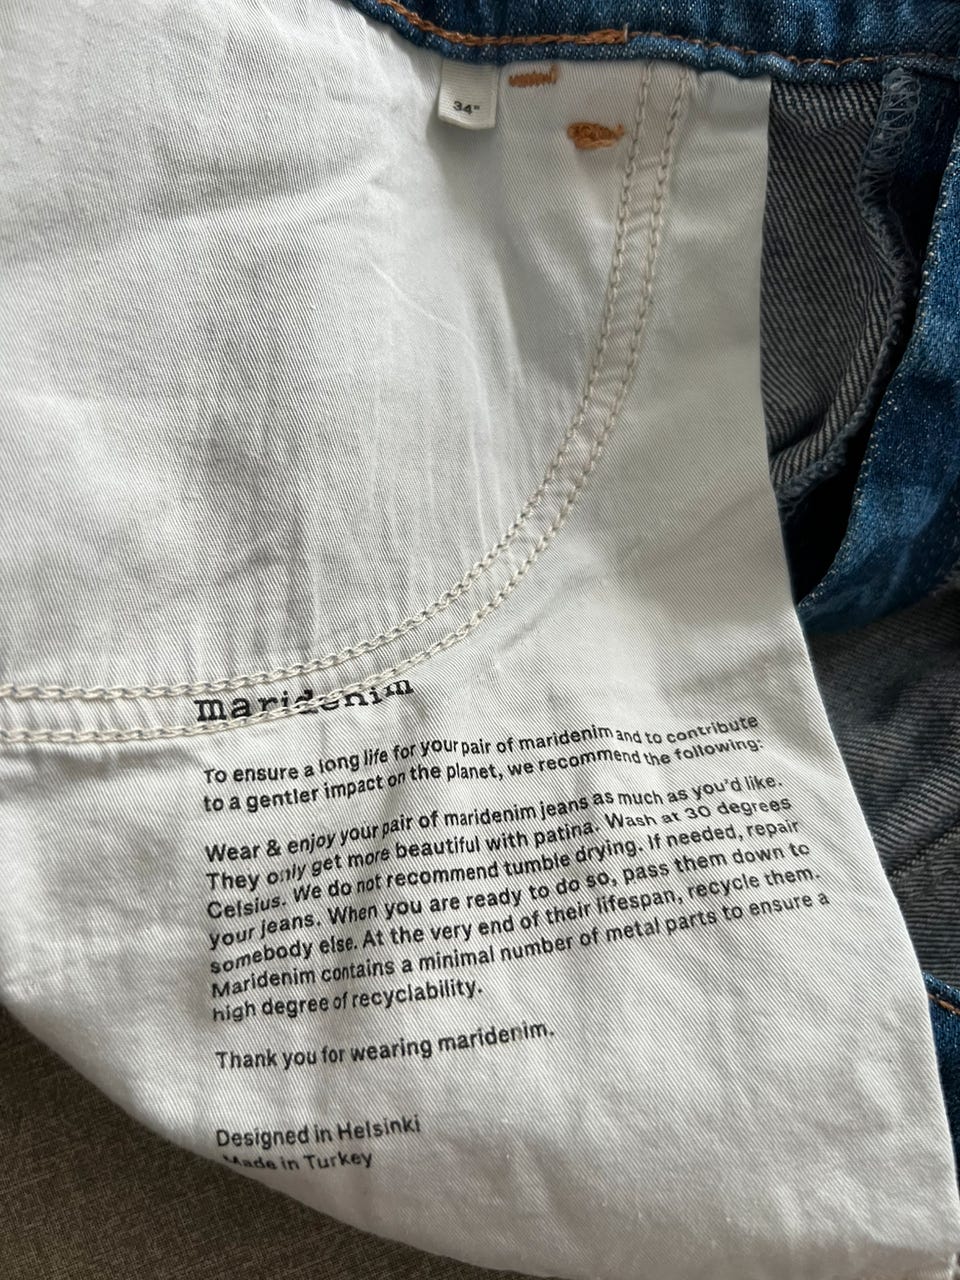 34"
maridenim
To ensure a long life for your pair of maridenim and to contribute
to a gentler impact on the planet, we recommend the following:
Wear & enjoy your pair of maridenim jeans as much as you'd like.
They only get more beautiful with patina. Wash at 30 degrees
Celsius. We do not recommend tumble drying. If needed, repair
your jeans. When you are ready to do so, pass them down to
somebody else. At the very end of their lifespan, recycle them.
Maridenim contains a minimal number of metal parts to ensure a
high degree of recyclability.
Thank you for wearing maridenim.
Designed in Helsinki
Made in Turkey